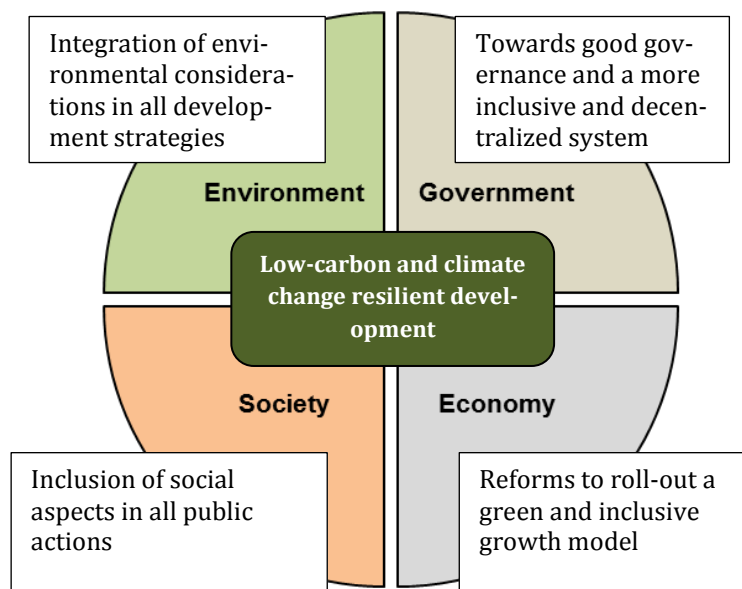 Integration of envi-
ronmental considera-
tions in all develop-
ment strategies
Towards good gov-
ernance and a more
inclusive and decen-
tralized system
Environment
Government
Low-carbon and climate
change resilient devel-
opment
Society
Economy
Inclusion of social
aspects in all public
actions
Reforms to roll-out a
green and inclusive
growth model